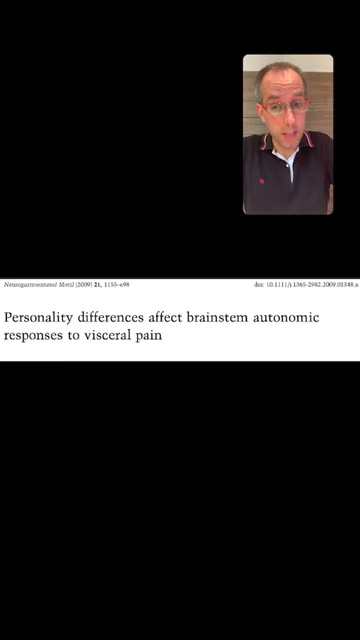 Neurogastroenterol Motil (2009) 21, 1155–e98
doi: 10.1111/j.1365-2982.2009.01348.x
Personality differences affect brainstem autonomic
responses to visceral pain